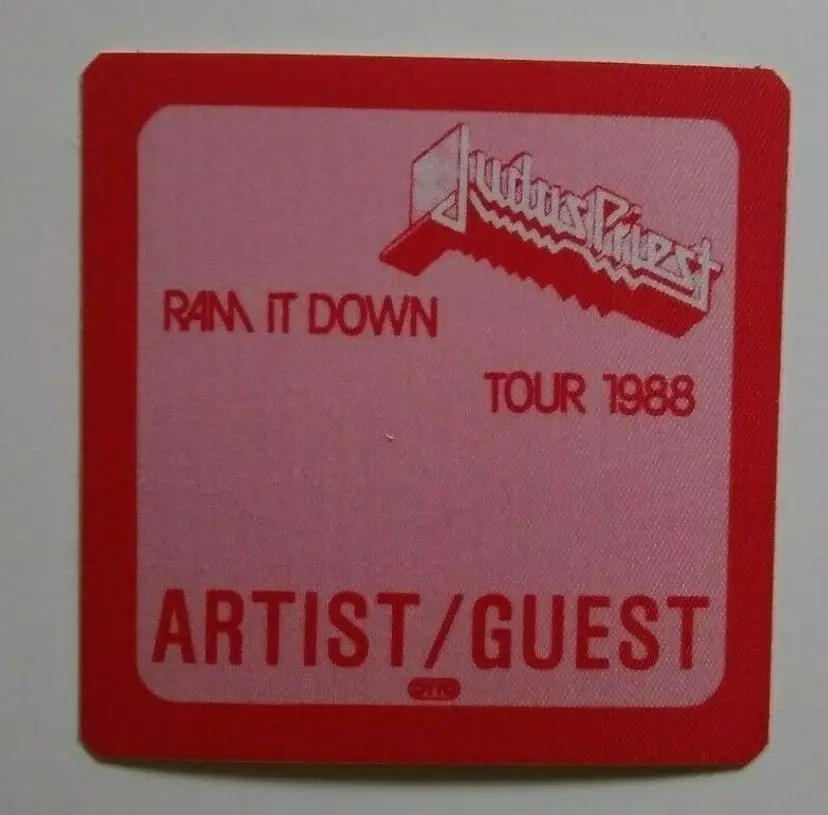 Judas Priest
RAM IT DOWN
TOUR 1988
ARTIST/GUEST